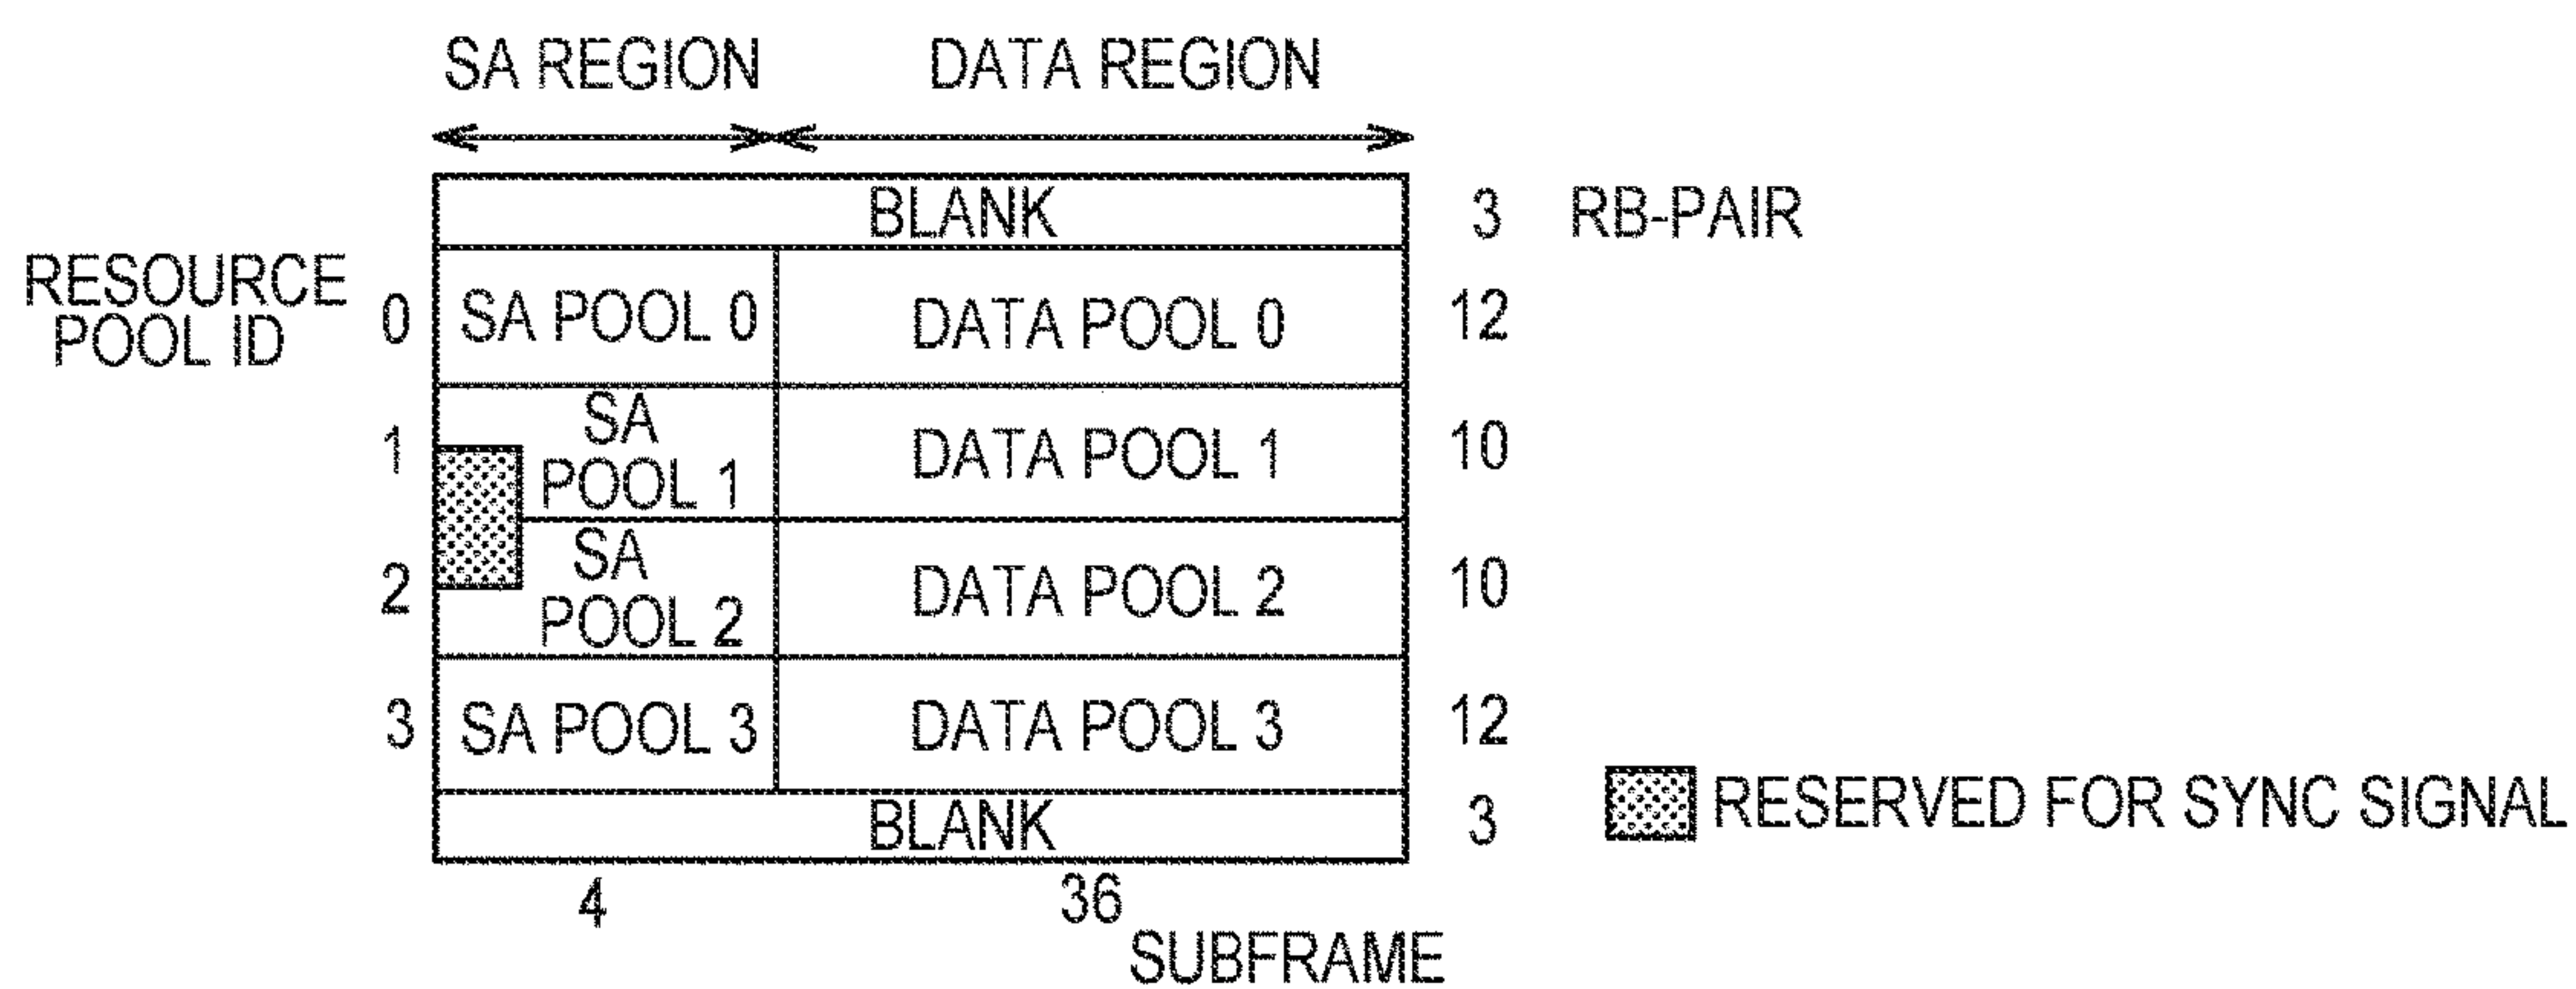 SA REGION DATA REGION
BLANK 3 RB-PAIR
RESOURCE
POOL ID 0 SA POOL 0 DATA POOL 0 12
1 SA
POOL 1 DATA POOL 1 10
2 SA
POOL 2 DATA POOL 2 10
3 SA POOL 3 DATA POOL 3 12
RESERVED FOR SYNC SIGNAL
BLANK 3
4 36
SUBFRAME